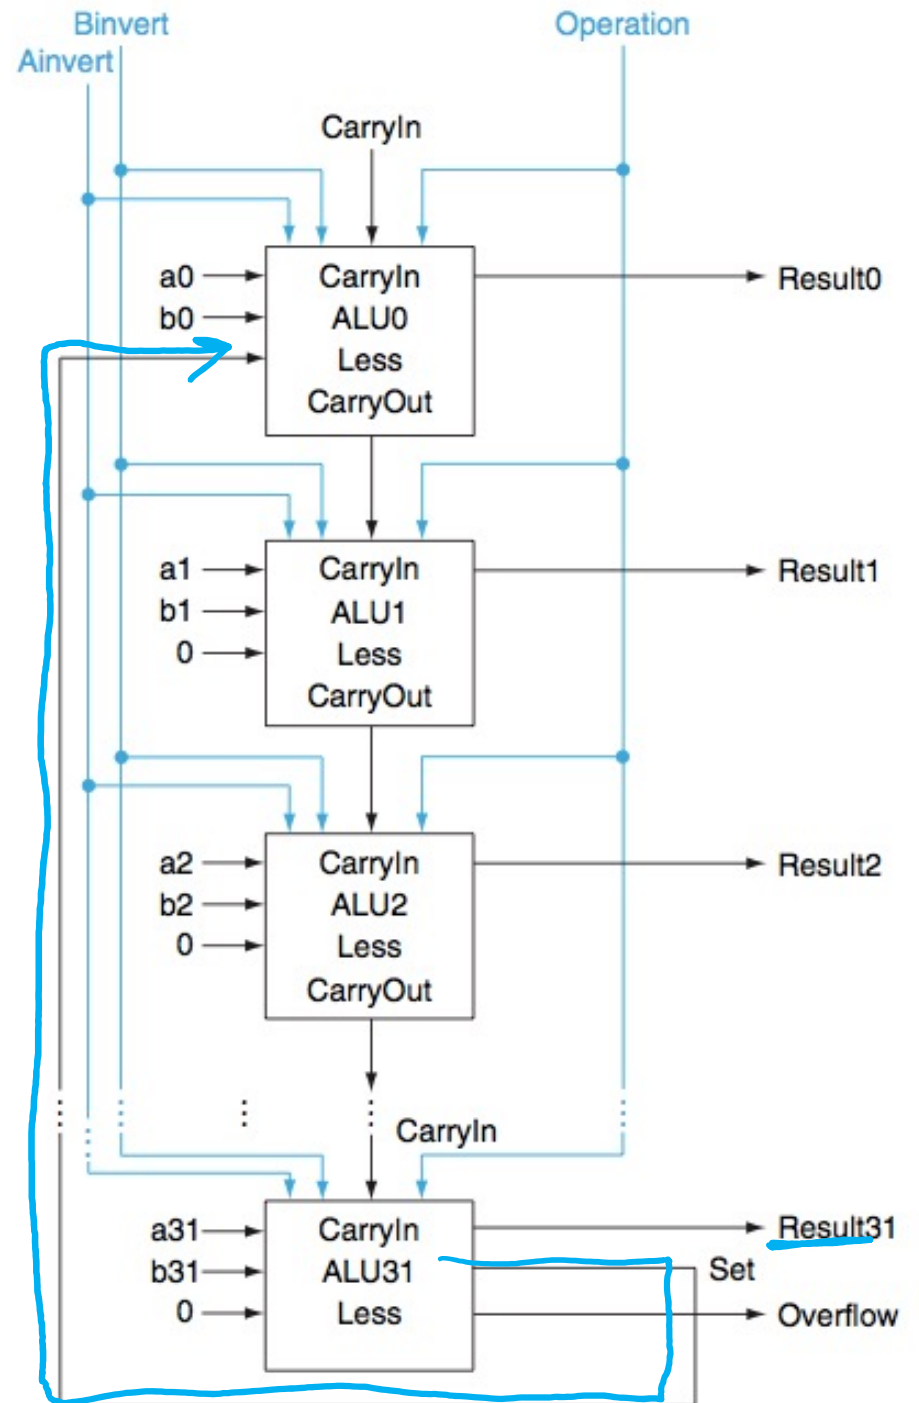 Binvert
Operation
Ainvert
CarryIn
a0
CarryIn
Result0
b0
ALU0
Less
CarryOut
a1
CarryIn
Result1
b1
ALU1
0
Less
CarryOut
a2
CarryIn
Result2
b2
ALU2
0
Less
CarryOut
CarryIn
a31
CarryIn
Result31
b31
ALU31
Set
0
Less
Overflow